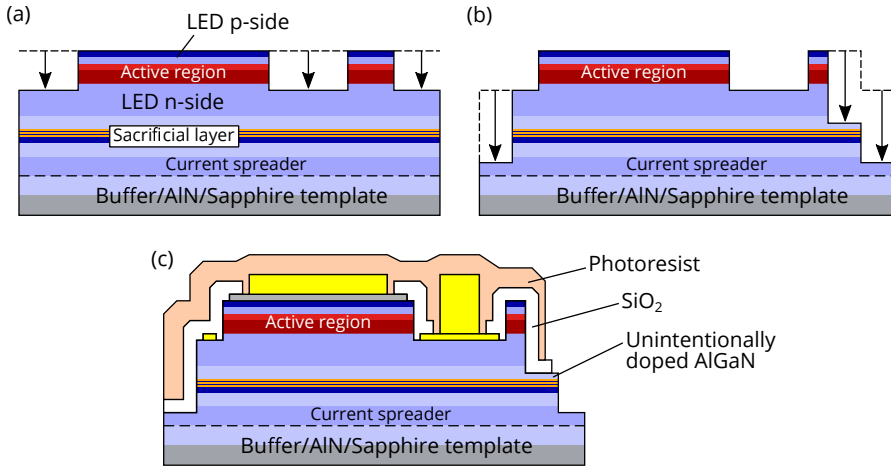 (a)
LED p-side
Active region
LED n-side
Sacrificial layer
Current spreader
Buffer/AlN/Sapphire template
(b)
Active region
Current spreader
Buffer/AlN/Sapphire template
(c)
Photoresist
SiO₂
Active region
Unintentionally
doped AlGaN
Current spreader
Buffer/AlN/Sapphire template